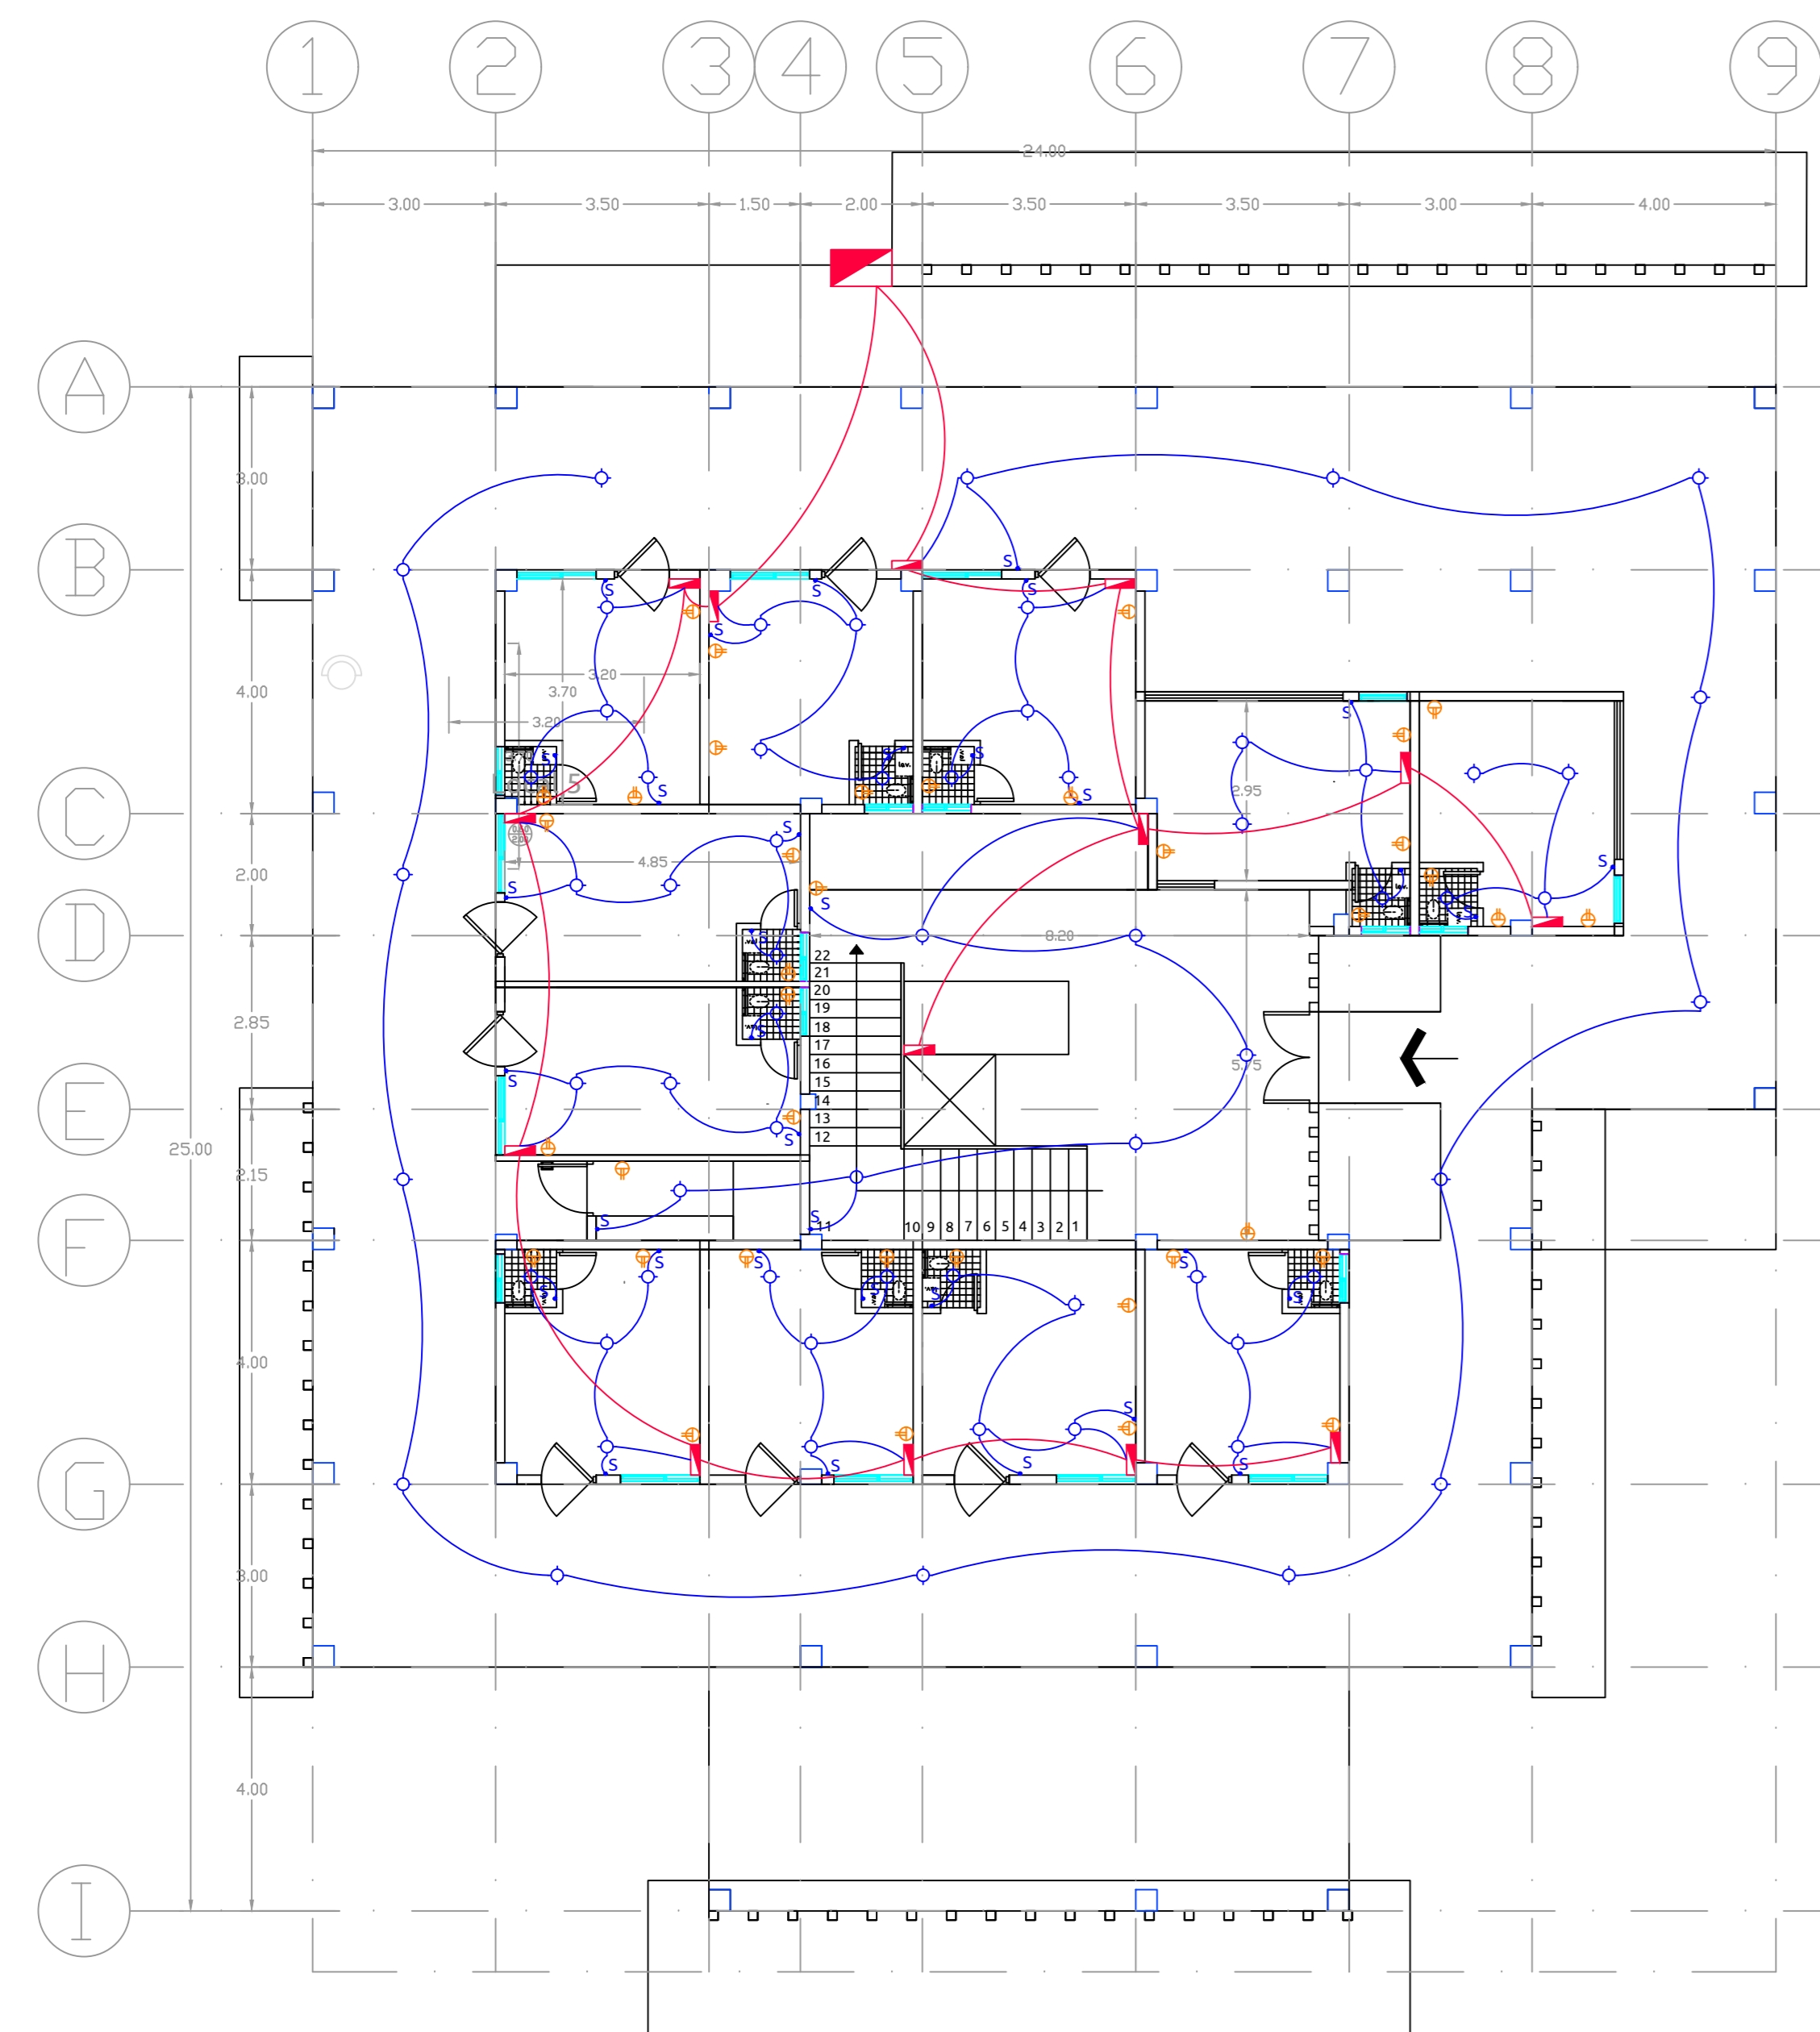 1 2 3 4 5 6 7 8 9
24.00
3.00 3.50 1.50 2.00 3.50 3.50 3.00 4.00
A
3.00
B
S
S S S
S
3.20
4.00 3.70
3.20
S
S
lav.
S
2.95
C
S
S
4.85
S
2.00
S
S
lav.
D
8.20
22
21
20
19
18
17
16
15
14
13
12
2.85
5.75
S
E
S
25.00
2.15
S
S
11 10 9 8 7 6 5 4 3 2 1
F
S S S
4.00
S
S S S S
G
3.00
H
4.00
I